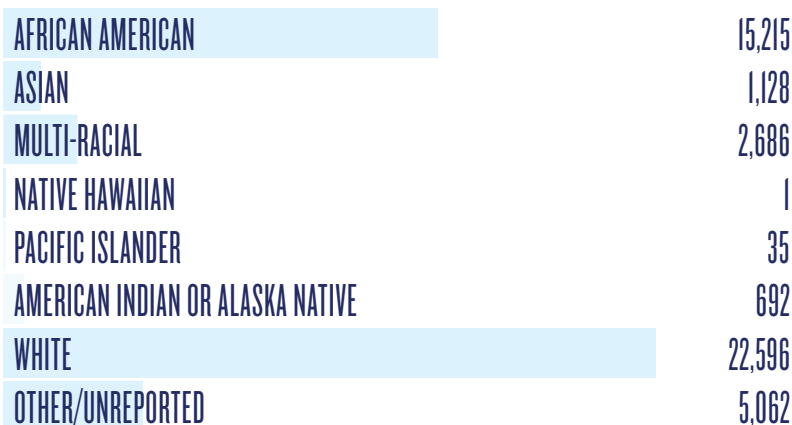 AFRICAN AMERICAN 15,215
ASIAN 1,128
MULTI-RACIAL 2,686
NATIVE HAWAIIAN 1
PACIFIC ISLANDER 35
AMERICAN INDIAN OR ALASKA NATIVE 692
WHITE 22,596
OTHER/UNREPORTED 5,062